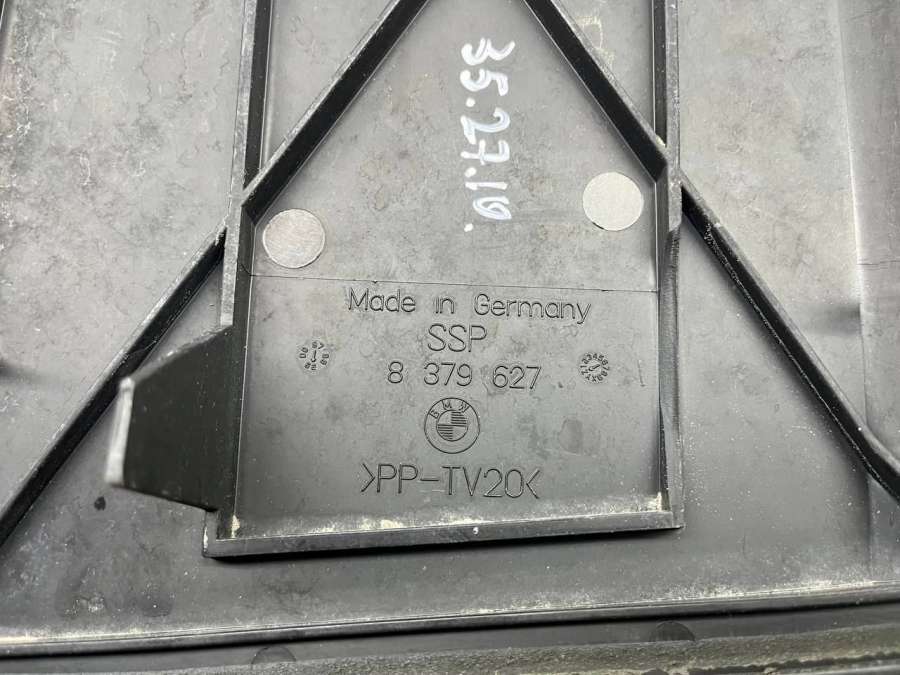 35.27.10.
Made in Germany
SSP
8 379 627
BMW
>PP-TV20<